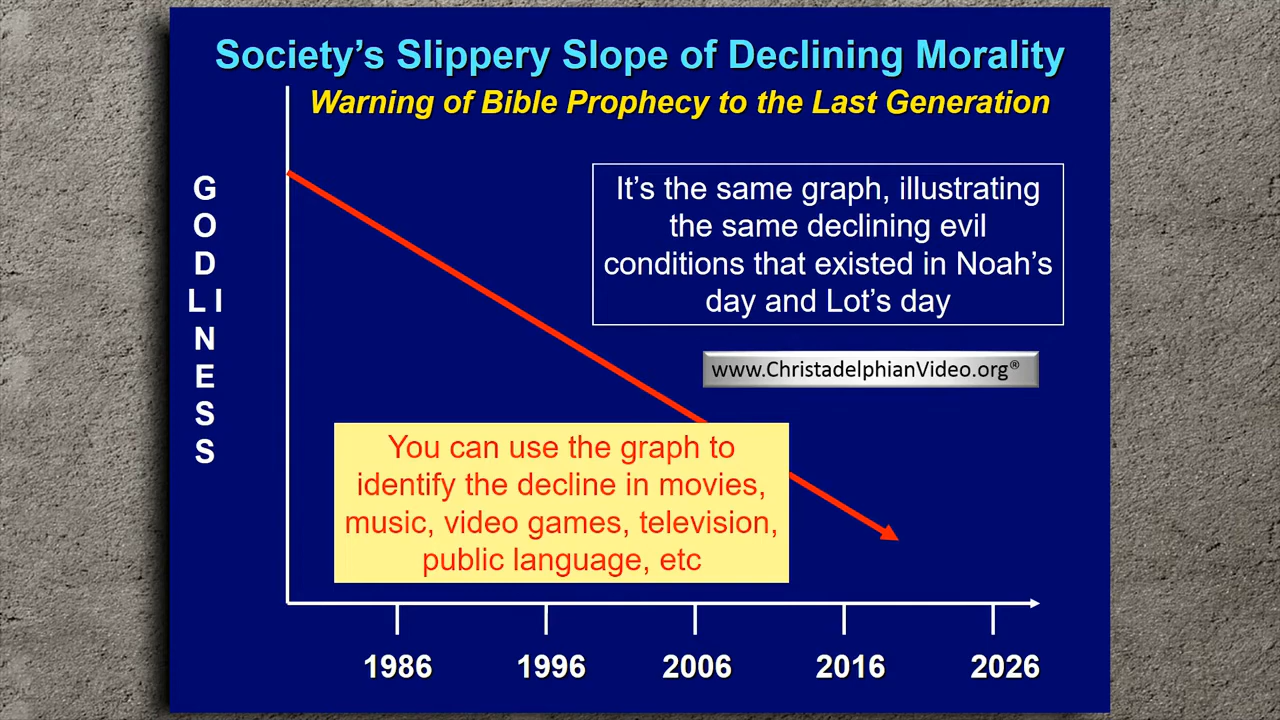 Society's Slippery Slope of Declining Morality
Warning of Bible Prophecy to the Last Generation
G
O
D
L I
N
E
S
S
It's the same graph, illustrating
the same declining evil
conditions that existed in Noah's
day and Lot's day
www.ChristadelphianVideo.org®
You can use the graph to
identify the decline in movies,
music, video games, television,
public language, etc
1986 1996 2006 2016 2026